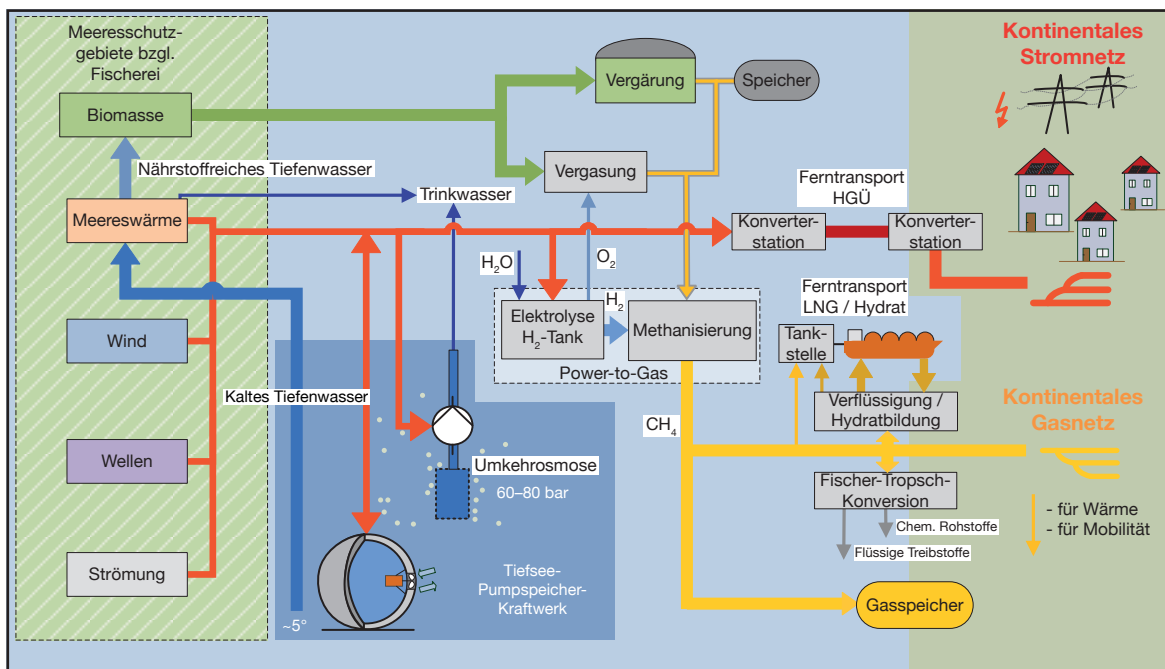 Meeresschutz-
gebiete bzgl.
Fischerei
Biomasse
Nährstoffreiches Tiefenwasser
Meereswärme
Wind
Kaltes Tiefenwasser
Wellen
Strömung
~5°
Vergärung
Speicher
Vergasung
Trinkwasser
H₂O
O₂
Elektrolyse
H₂-Tank
H₂
Methanisierung
Power-to-Gas
Umkehrosmose
60–80 bar
Tiefsee-
Pumpspeicher-
Kraftwerk
CH₄
Ferntransport
HGÜ
Konverter-
station
Konverter-
station
Ferntransport
LNG / Hydrat
Tank-
stelle
Verflüssigung /
Hydratbildung
Fischer-Tropsch-
Konversion
Chem. Rohstoffe
Flüssige Treibstoffe
Gasspeicher
Kontinentales
Stromnetz
Kontinentales
Gasnetz
- für Wärme
- für Mobilität